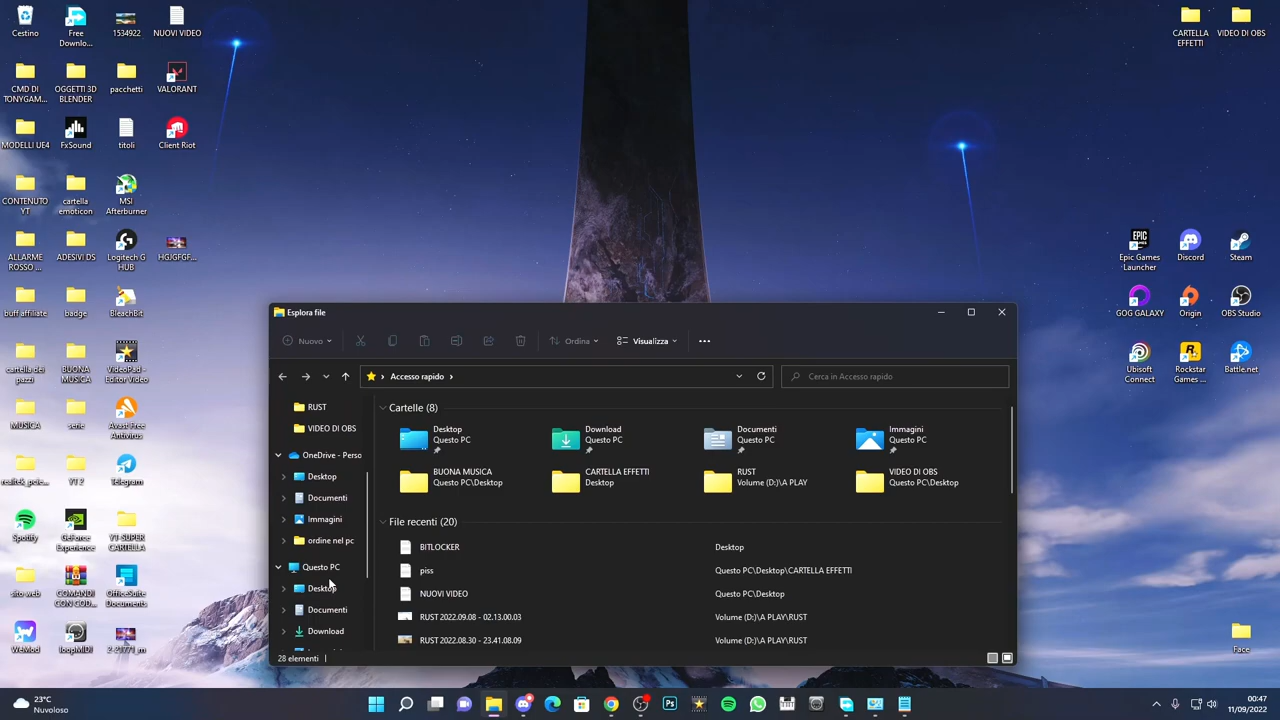 Cestino
Free
Downlo...
1534922
NUOVI VIDEO
CARTELLA
EFFETTI
VIDEO DI OBS
CMD DI
TONYGAM...
OGGETTI 3D
BLENDER
pacchetti
VALORANT
MODELLI UE4
FxSound
titoli
Client Riot
CONTENUTO
YT
cartella
emoticon
MSI
Afterburner
ALLARME
ROSSO ...
ADESIVI DS
Logitech G
HUB
HGJGFGF...
Epic Games
Launcher
Discord
Steam
buff affiliate
badge
BleachBit
GOG GALAXY
Origin
OBS Studio
cartella dei
pazzi
BUONA
MUSICA
VideoPad -
Editor Video
Ubisoft
Connect
Rockstar
Games ...
Battle.net
MUSICA
serie
Avast Free
Antivirus
YT 2
Telegram
Spotify
GeForce
Experience
YT-SUPER
CARTELLA
sito web
COMANDI
CON COD...
OfficeSuite
Documents
WeMod
loopMIDI
2-21771_m
Face
Esplora file
Nuovo
Ordina
Visualizza
Accesso rapido
Cerca in Accesso rapido
RUST
VIDEO DI OBS
OneDrive - Perso
Desktop
Documenti
Immagini
ordine nel pc
Questo PC
Desktop
Documenti
Download
Cartelle (8)
Desktop
Questo PC
Download
Questo PC
Documenti
Questo PC
Immagini
Questo PC
BUONA MUSICA
Questo PC\Desktop
CARTELLA EFFETTI
Desktop
RUST
Volume (D:)\A PLAY
VIDEO DI OBS
Questo PC\Desktop
File recenti (20)
BITLOCKER
Desktop
piss
Questo PC\Desktop\CARTELLA EFFETTI
NUOVI VIDEO
Questo PC\Desktop
RUST 2022.09.08 - 02.13.00.03
Volume (D:)\A PLAY\RUST
RUST 2022.08.30 - 23.41.08.09
Volume (D:)\A PLAY\RUST
28 elementi
23°C
Nuvoloso
00:47
11/09/2022